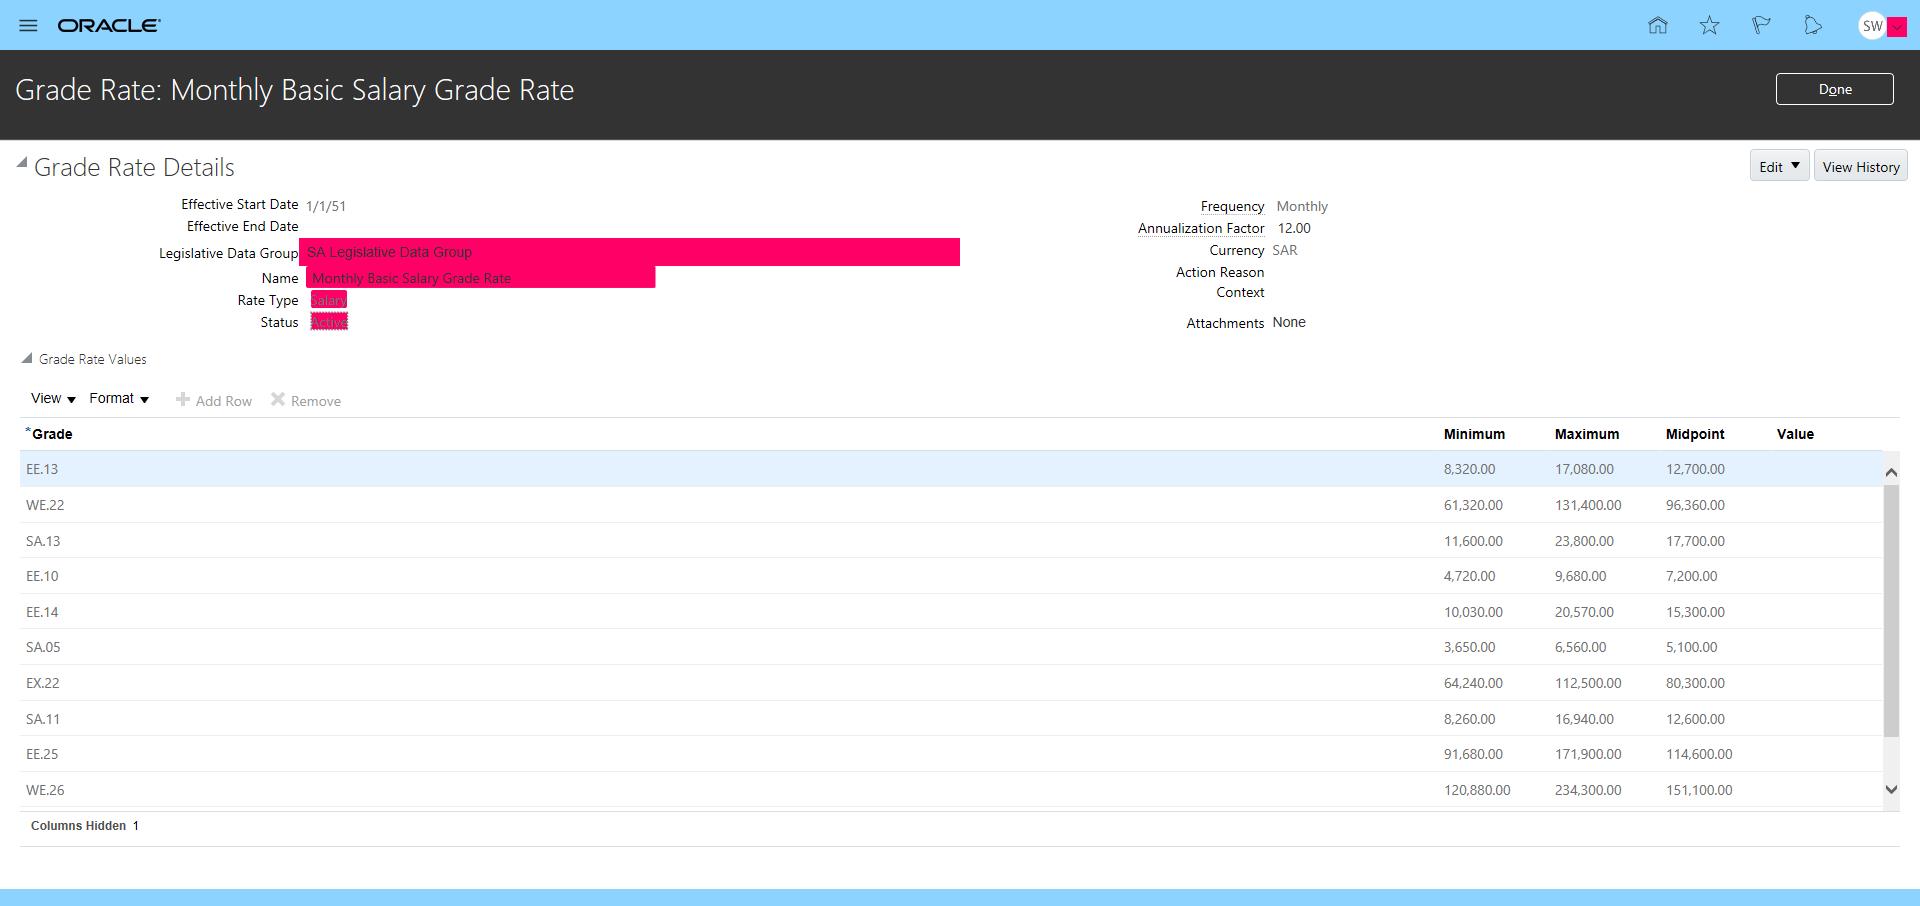 ORACLE
SW
Grade Rate: Monthly Basic Salary Grade Rate
Done
Grade Rate Details
Edit
View History
Effective Start Date 1/1/51
Effective End Date
Legislative Data Group SA Legislative Data Group
Name Monthly Basic Salary Grade Rate
Rate Type Salary
Status Active
Frequency Monthly
Annualization Factor 12.00
Currency SAR
Action Reason
Context
Attachments None
Grade Rate Values
View Format Add Row Remove
*Grade Minimum Maximum Midpoint Value
EE.13 8,320.00 17,080.00 12,700.00
WE.22 61,320.00 131,400.00 96,360.00
SA.13 11,600.00 23,800.00 17,700.00
EE.10 4,720.00 9,680.00 7,200.00
EE.14 10,030.00 20,570.00 15,300.00
SA.05 3,650.00 6,560.00 5,100.00
EX.22 64,240.00 112,500.00 80,300.00
SA.11 8,260.00 16,940.00 12,600.00
EE.25 91,680.00 171,900.00 114,600.00
WE.26 120,880.00 234,300.00 151,100.00
Columns Hidden 1